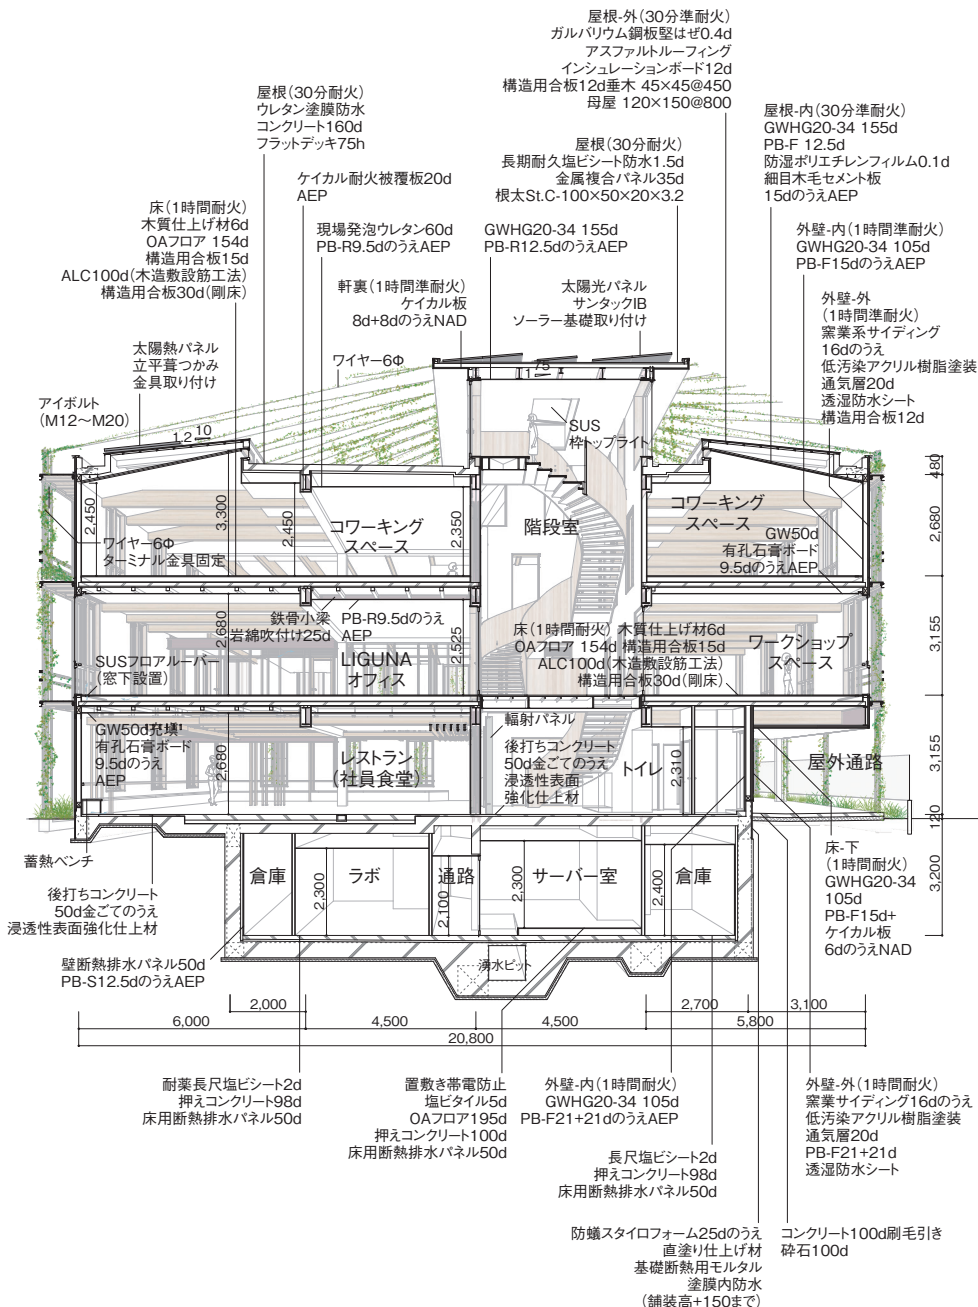 屋根-外(30分準耐火)
ガルバリウム鋼板堅はぜ0.4d
アスファルトルーフィング
インシュレーションボード12d
構造用合板12d垂木 45×45@450
母屋 120×150@800
屋根(30分耐火)
ウレタン塗膜防水
コンクリート160d
フラットデッキ75h
屋根-内(30分準耐火)
GWHG20-34 155d
PB-F 12.5d
防湿ポリエチレンフィルム0.1d
細目木毛セメント板
15dのうえAEP
屋根(30分耐火)
長期耐久塩ビシート防水1.5d
金属複合パネル35d
根太St.C-100×50×20×3.2
ケイカル耐火被覆板20d
AEP
床(1時間耐火)
木質仕上げ材6d
OAフロア 154d
構造用合板15d
ALC100d(木造敷設筋工法)
構造用合板30d(剛床)
現場発泡ウレタン60d
PB-R9.5dのうえAEP
GWHG20-34 155d
PB-R12.5dのうえAEP
外壁-内(1時間準耐火)
GWHG20-34 105d
PB-F15dのうえAEP
軒裏(1時間準耐火)
ケイカル板
8d+8dのうえNAD
太陽光パネル
サンタックIB
ソーラー基礎取り付け
外壁-外
(1時間準耐火)
窯業系サイディング
16dのうえ
低汚染アクリル樹脂塗装
通気層20d
透湿防水シート
構造用合板12d
太陽熱パネル
立平葺つかみ
金具取り付け
ワイヤー6Φ
アイボルト
(M12〜M20)
75
1
SUS
枠トップライト
10
1.2
480
2,450
3,300
2,450
コワーキング
スペース
2,350
階段室
コワーキング
スペース
2,680
ワイヤー6Φ
ターミナル金具固定
GW50d
有孔石膏ボード
9.5dのうえAEP
鉄骨小梁
岩綿吹付け25d
PB-R9.5dのうえ
AEP
2,680
2,525
LIGUNA
オフィス
床(1時間耐火) 木質仕上げ材6d
OAフロア 154d 構造用合板15d
ALC100d(木造敷設筋工法)
構造用合板30d(剛床)
ワークショップ
スペース
3,155
SUSフロアルーバー
(窓下設置)
GW50d充填
有孔石膏ボード
9.5dのうえ
AEP
2,680
レストラン
(社員食堂)
輻射パネル
後打ちコンクリート
50d金ごてのうえ
浸透性表面
強化仕上材
トイレ
2,310
屋外通路
3,155
120
蓄熱ベンチ
後打ちコンクリート
50d金ごてのうえ
浸透性表面強化仕上材
倉庫
2,300
ラボ
通路
2,100
2,300
サーバー室
2,400
倉庫
3,200
床-下
(1時間耐火)
GWHG20-34
105d
PB-F15d+
ケイカル板
6dのうえNAD
壁断熱排水パネル50d
PB-S12.5dのうえAEP
湧水ピット
2,000
2,700
3,100
6,000
4,500
4,500
5,800
20,800
耐薬長尺塩ビシート2d
押えコンクリート98d
床用断熱排水パネル50d
置敷き帯電防止
塩ビタイル5d
OAフロア195d
押えコンクリート100d
床用断熱排水パネル50d
外壁-内(1時間耐火)
GWHG20-34 105d
PB-F21+21dのうえAEP
外壁-外(1時間耐火)
窯業サイディング16dのうえ
低汚染アクリル樹脂塗装
通気層20d
PB-F21+21d
透湿防水シート
長尺塩ビシート2d
押えコンクリート98d
床用断熱排水パネル50d
防蟻スタイロフォーム25dのうえ
直塗り仕上げ材
基礎断熱用モルタル
塗膜内防水
(舗装高+150まで)
コンクリート100d刷毛引き
砕石100d